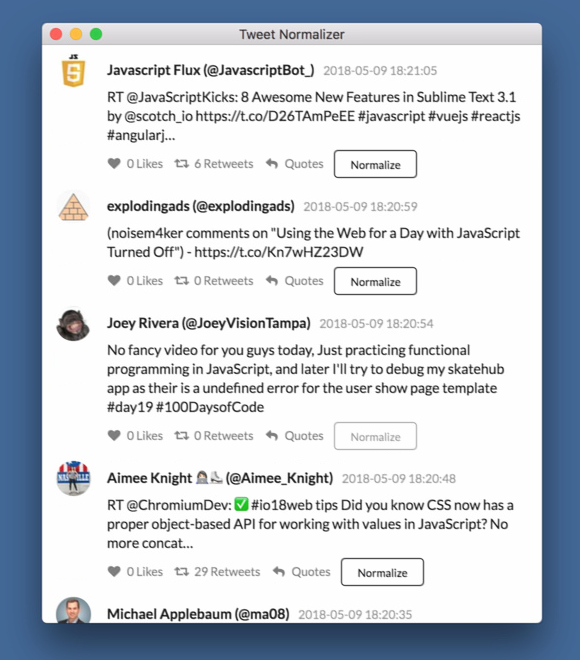 Tweet Normalizer
JS
5
Javascript Flux (@JavascriptBot_) 2018-05-09 18:21:05
RT @JavaScriptKicks: 8 Awesome New Features in Sublime Text 3.1
by @scotch_io https://t.co/D26TAmPeEE #javascript #vuejs #reactjs
#angularj…
0 Likes 6 Retweets Quotes Normalize
explodingads (@explodingads) 2018-05-09 18:20:59
(noisem4ker comments on "Using the Web for a Day with JavaScript
Turned Off") - https://t.co/Kn7wHZ23DW
0 Likes 0 Retweets Quotes Normalize
Joey Rivera (@JoeyVisionTampa) 2018-05-09 18:20:54
No fancy video for you guys today, Just practicing functional
programming in JavaScript, and later I'll try to debug my skatehub
app as their is a undefined error for the user show page template
#day19 #100DaysofCode
0 Likes 0 Retweets Quotes Normalize
Aimee Knight 👩🏻‍💻⛸ (@Aimee_Knight) 2018-05-09 18:20:48
RT @ChromiumDev: ✅ #io18web tips Did you know CSS now has a
proper object-based API for working with values in JavaScript? No
more concat…
0 Likes 29 Retweets Quotes Normalize
Michael Applebaum (@ma08) 2018-05-09 18:20:35